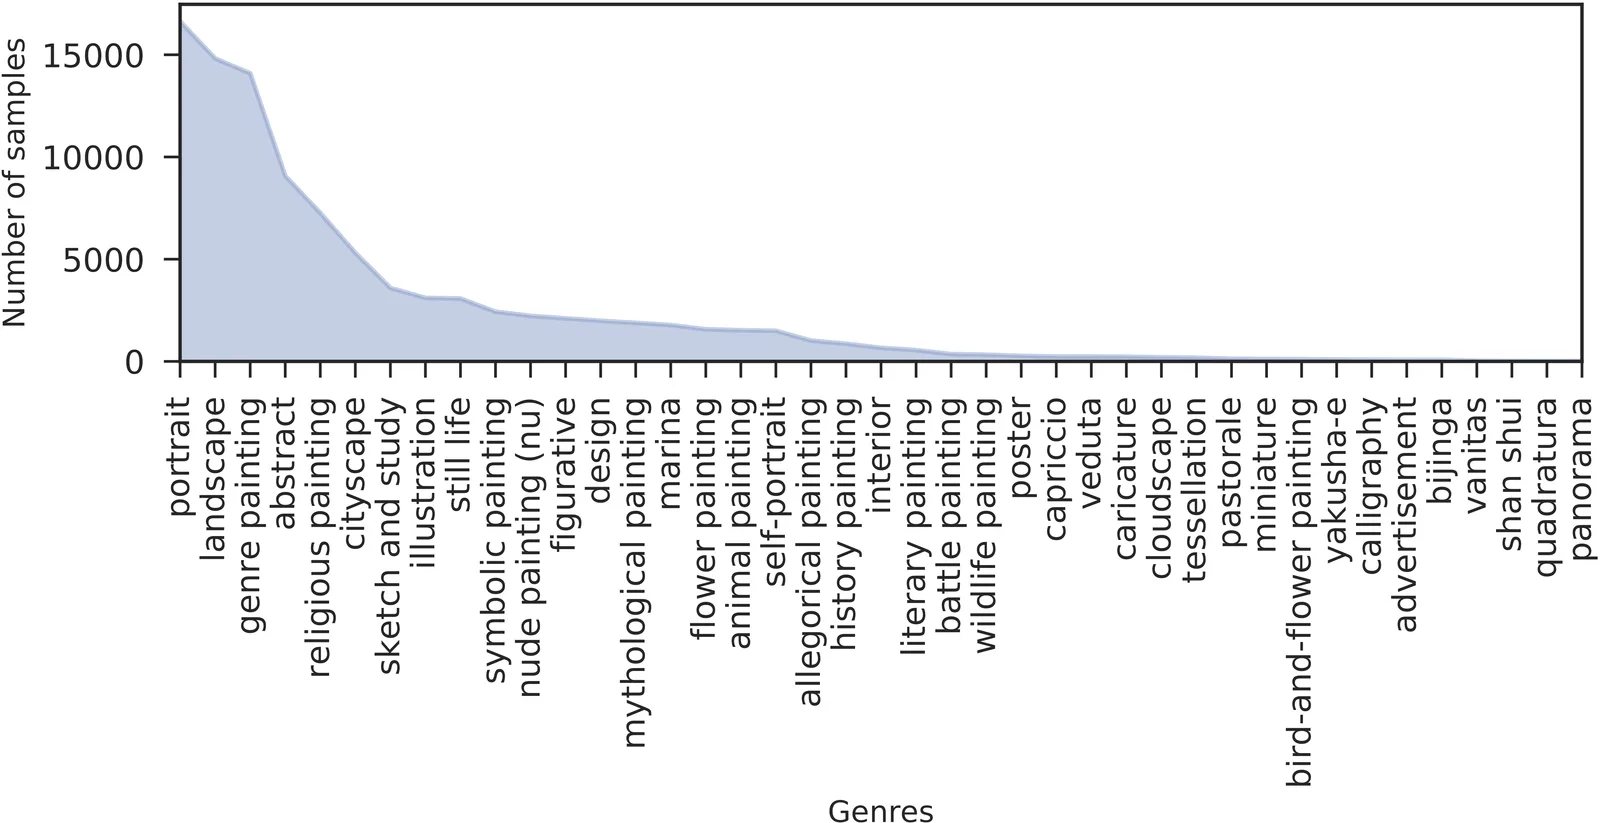 Number of samples
15000
10000
5000
0
portrait
landscape
genre painting
abstract
religious painting
cityscape
sketch and study
illustration
still life
symbolic painting
nude painting (nu)
figurative
design
mythological painting
marina
flower painting
animal painting
self-portrait
allegorical painting
history painting
interior
literary painting
battle painting
wildlife painting
poster
capriccio
veduta
caricature
cloudscape
tessellation
pastorale
miniature
bird-and-flower painting
yakusha-e
calligraphy
advertisement
bijinga
vanitas
shan shui
quadratura
panorama
Genres